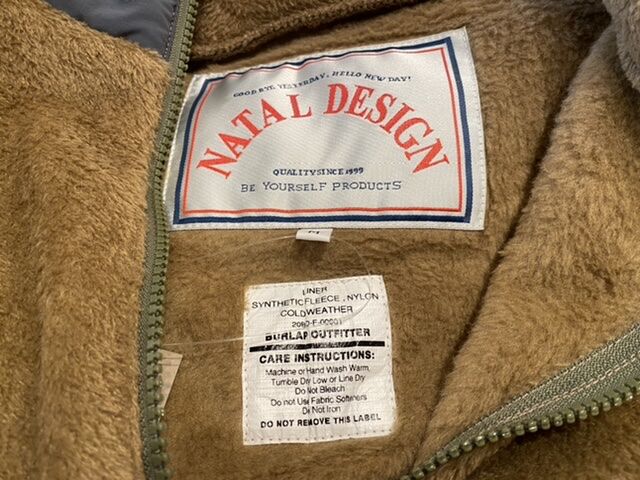 GOOD BYE YESTERDAY, HELLO NEW DAY!
NATAL DESIGN
QUALITY SINCE 1999
BE YOURSELF PRODUCTS
M
LINER
SYNTHETIC FLEECE , NYLON
COLD WEATHER
BURLAP OUTFITTER
CARE INSTRUCTIONS:
Machine or Hand Wash Warm,
Tumble Dry Low or Line Dry
Do Not Bleach
Do not Use Fabric Softeners
Do Not Iron
DO NOT REMOVE THIS LABEL